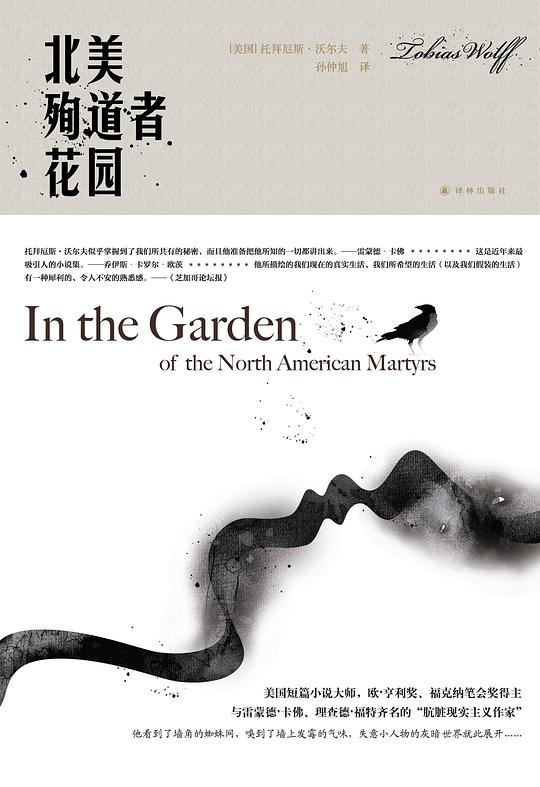 北美
殉道者
花园
[美国] 托拜厄斯·沃尔夫 著
孙仲旭 译
Tobias Wolff
译林出版社
托拜厄斯·沃尔夫似乎掌握到了我们所共有的秘密，而且他准备把他所知的一切都讲出来。——雷蒙德·卡佛 ******** 这是近年来最
吸引人的小说集。——乔伊斯·卡罗尔·欧茨 ******** 他所描绘的我们现在的真实生活、我们所希望的生活（以及我们假装的生活）
有一种犀利的、令人不安的熟悉感。——《芝加哥论坛报》
In the Garden
of the North American Martyrs
美国短篇小说大师，欧·亨利奖、福克纳笔会奖得主
与雷蒙德·卡佛、理查德·福特齐名的“肮脏现实主义作家”
他看到了墙角的蜘蛛网，嗅到了墙上发霉的气味，失意小人物的灰暗世界就此展开……